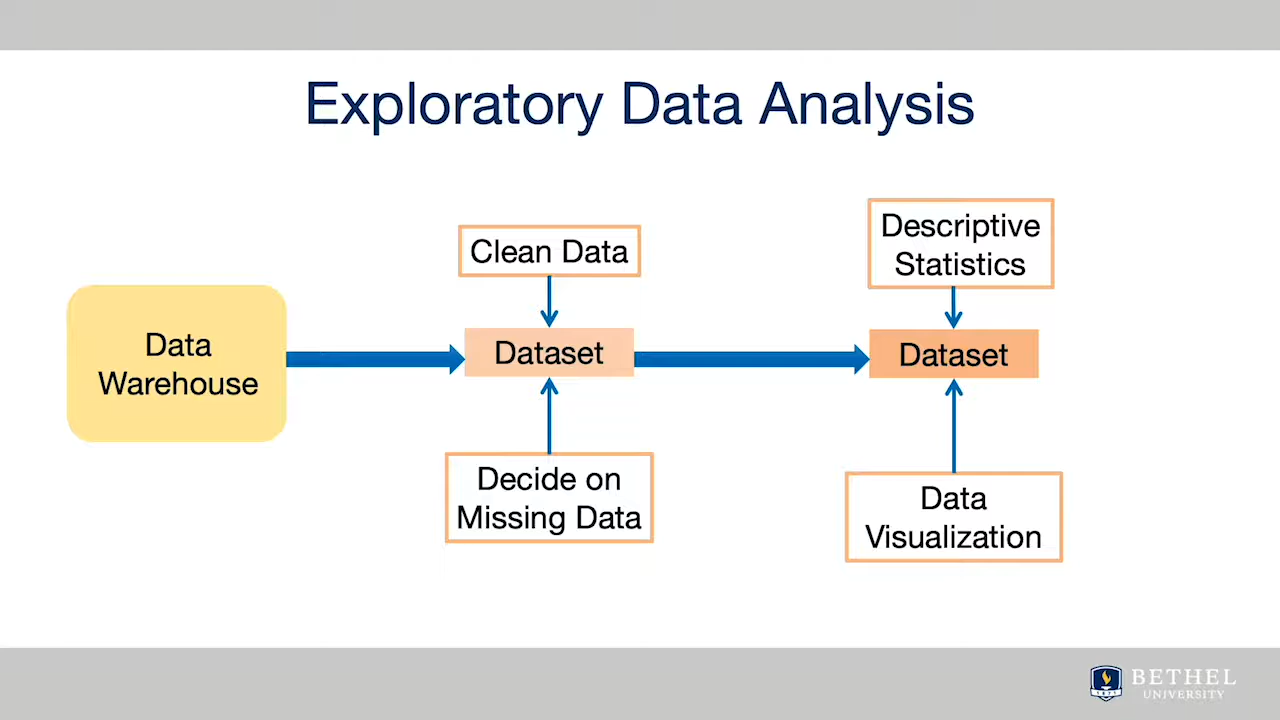 Exploratory Data Analysis
Clean Data
Descriptive
Statistics
Data
Warehouse
Dataset
Dataset
Decide on
Missing Data
Data
Visualization
1871
BETHEL
UNIVERSITY